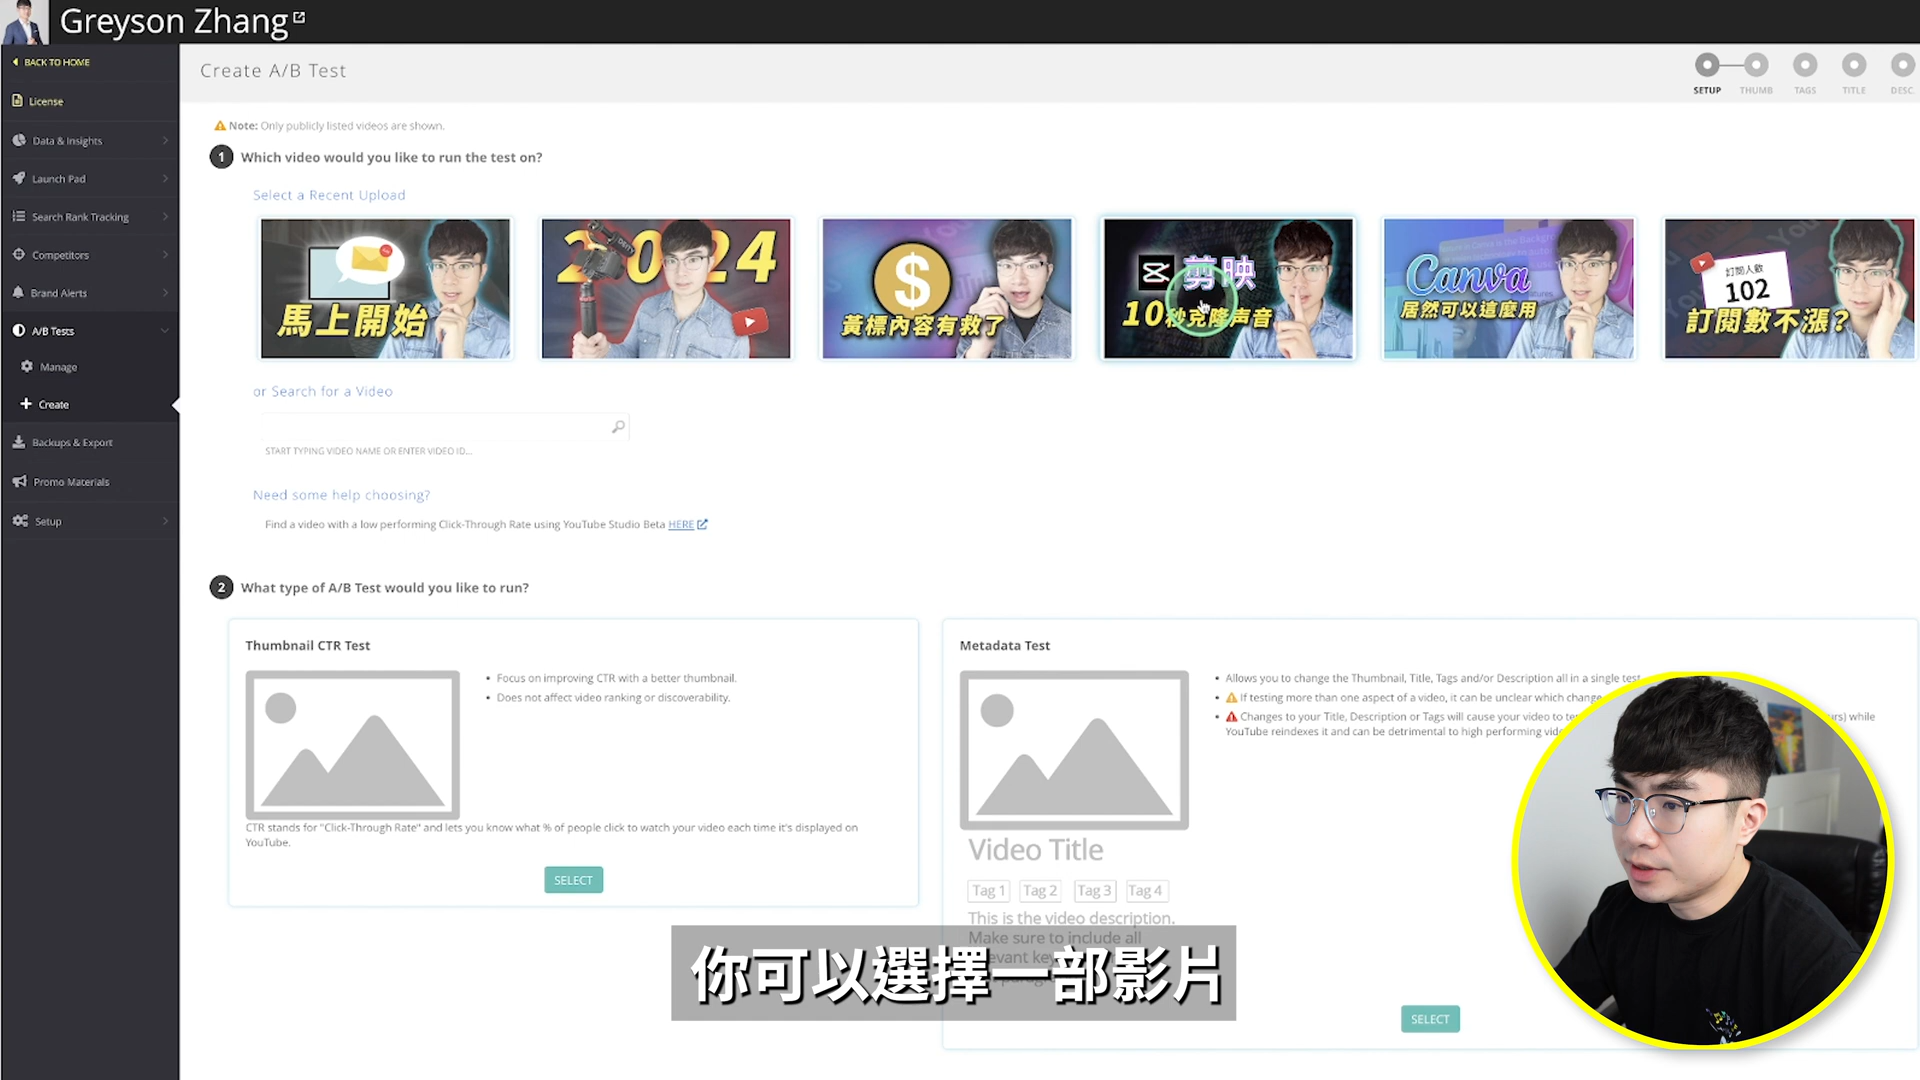 Greyson Zhang
BACK TO HOME
License
Data & Insights
Launch Pad
Search Rank Tracking
Competitors
Brand Alerts
A/B Tests
Manage
Create
Backups & Export
Promo Materials
Setup
Create A/B Test
SETUP
THUMB
TAGS
TITLE
DESC.
Note: Only publicly listed videos are shown.
1 Which video would you like to run the test on?
Select a Recent Upload
馬上開始
2024
$
黃標內容有救了
剪映
10秒克隆声音
Canva
居然可以這麼用
訂閱人數
102
訂閱數不漲?
or Search for a Video
START TYPING VIDEO NAME OR ENTER VIDEO ID...
Need some help choosing?
Find a video with a low performing Click-Through Rate using YouTube Studio Beta HERE
2 What type of A/B Test would you like to run?
Thumbnail CTR Test
• Focus on improving CTR with a better thumbnail.
• Does not affect video ranking or discoverability.
CTR stands for "Click-Through Rate" and lets you know what % of people click to watch your video each time it's displayed on
YouTube.
SELECT
Metadata Test
• Allows you to change the Thumbnail, Title, Tags and/or Description all in a single test
• If testing more than one aspect of a video, it can be unclear which change
• Changes to your Title, Description or Tags will cause your video to while
YouTube reindexes it and can be detrimental to high performing
Video Title
Tag 1
Tag 2
Tag 3
Tag 4
This is the video description.
Make sure to include all
SELECT
你可以選擇一部影片